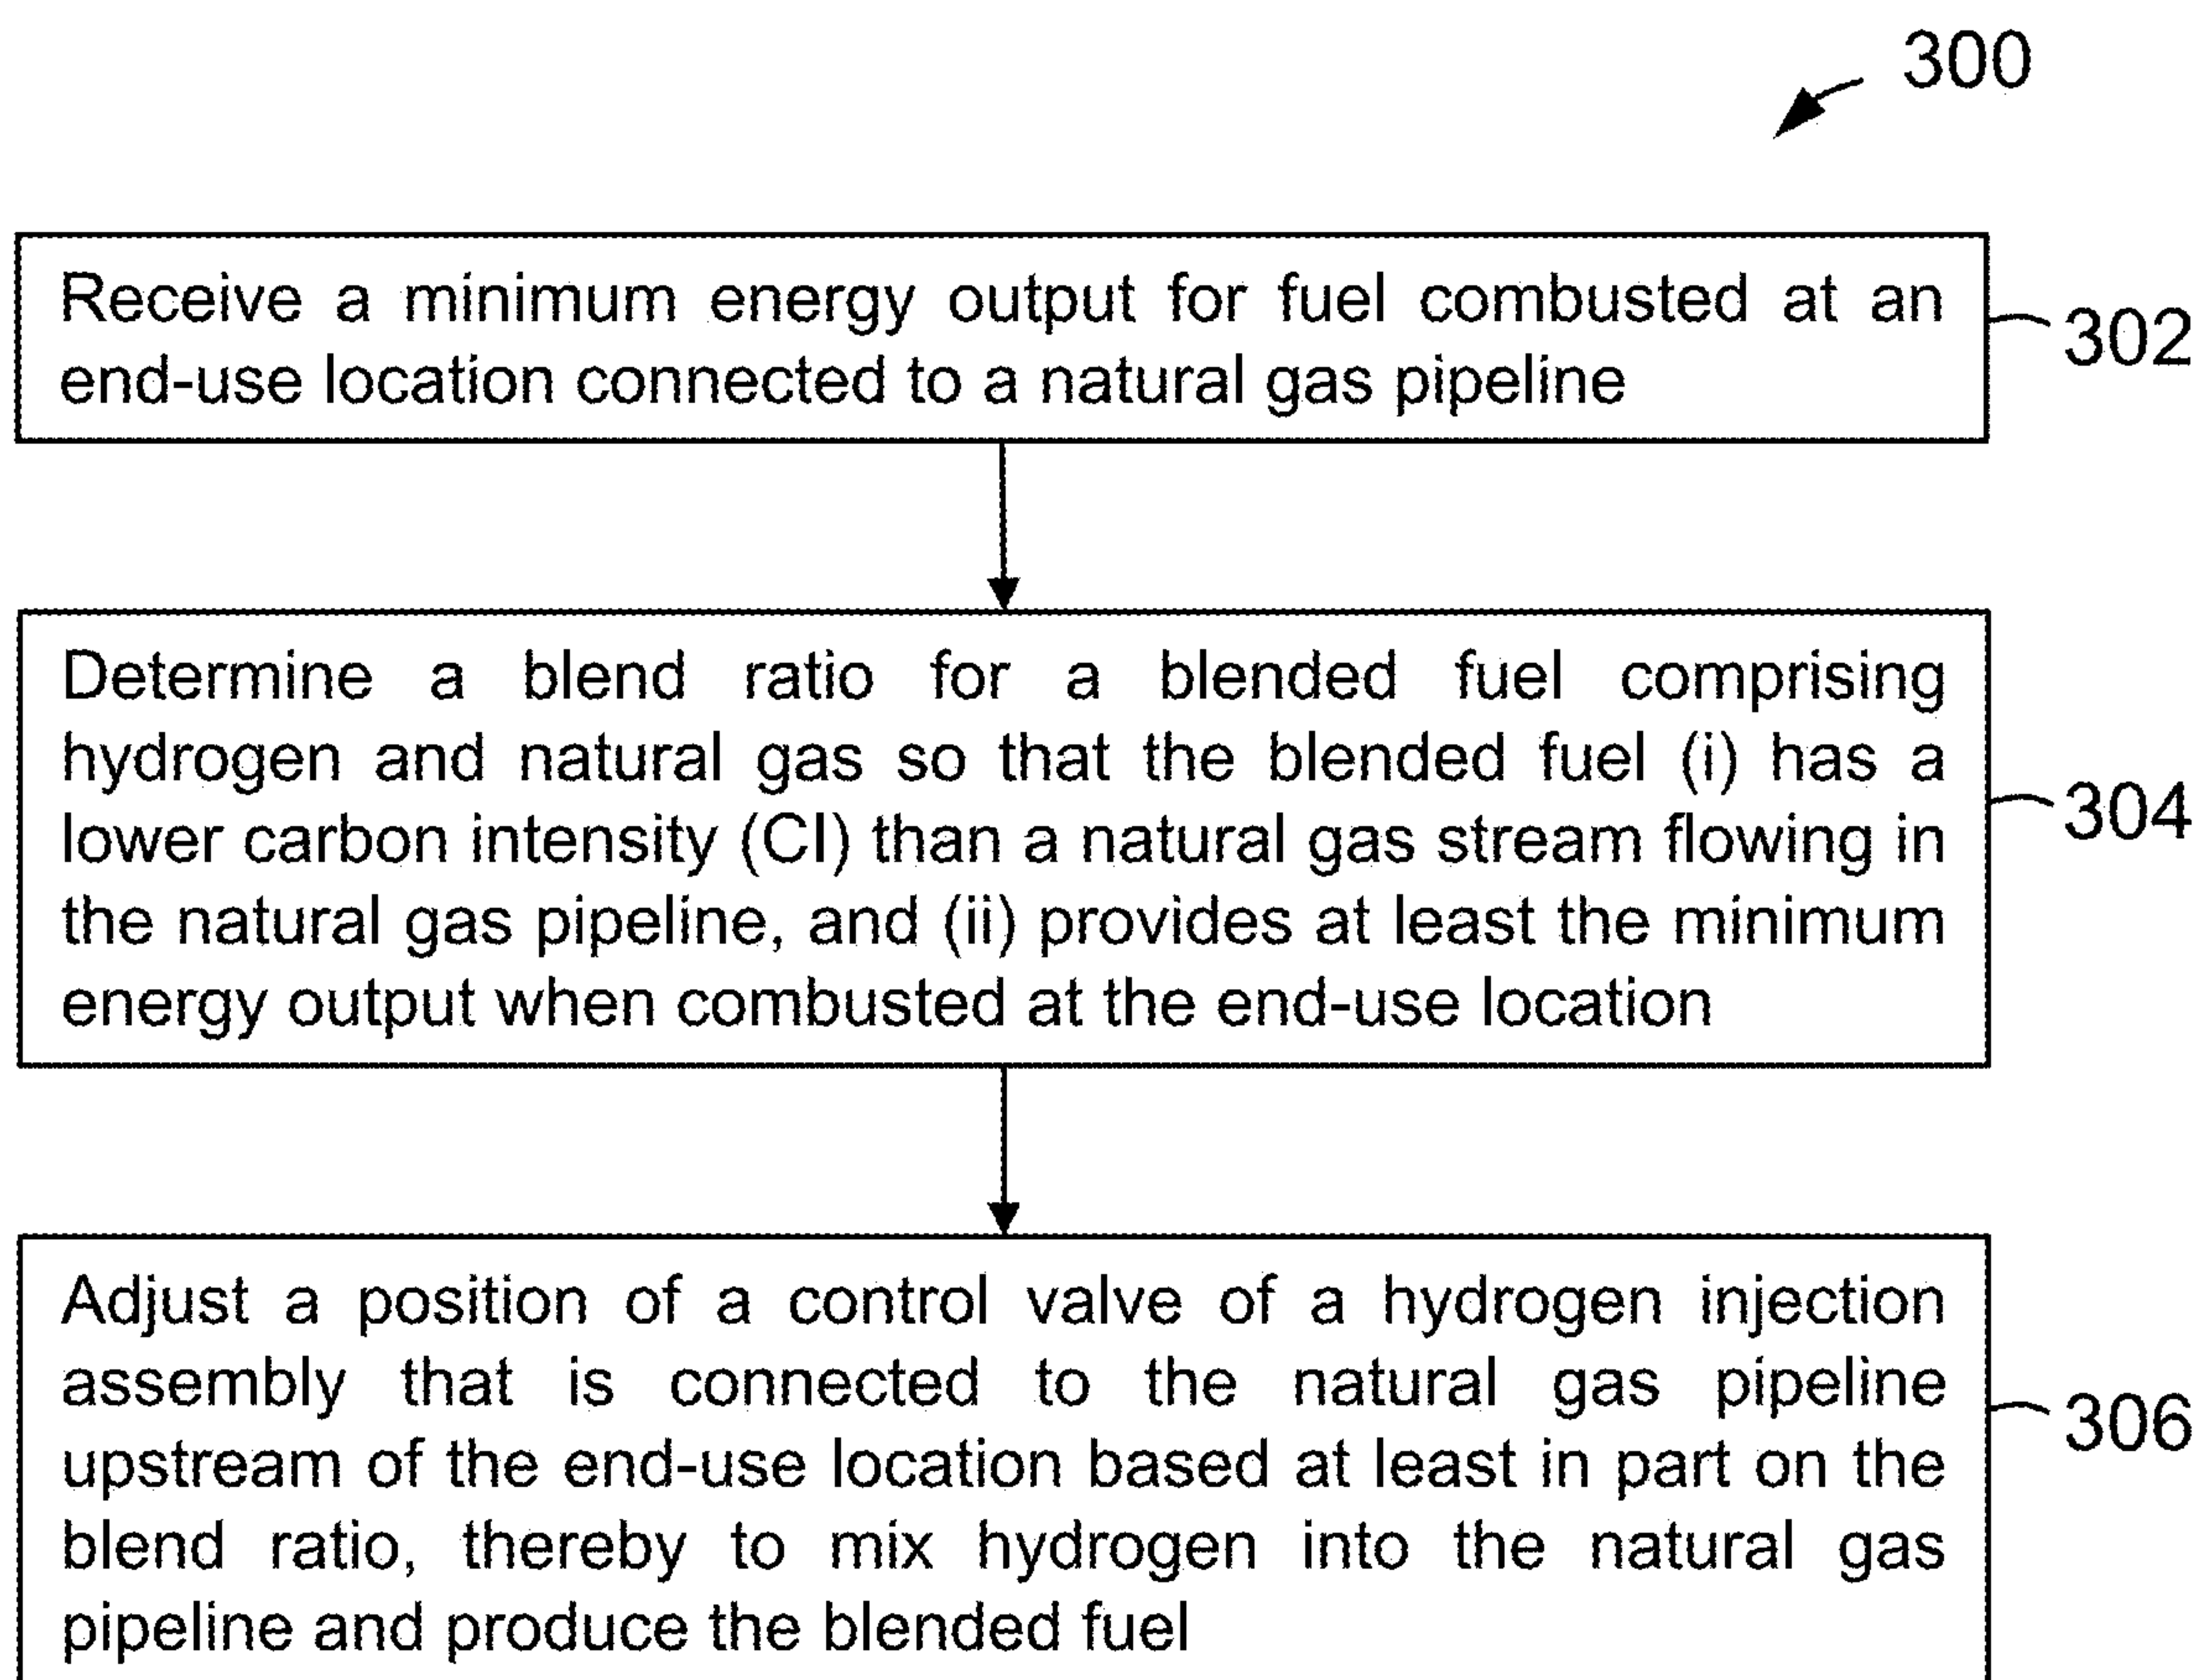 300
Receive a minimum energy output for fuel combusted at an
end-use location connected to a natural gas pipeline
302
Determine a blend ratio for a blended fuel comprising
hydrogen and natural gas so that the blended fuel (i) has a
lower carbon intensity (CI) than a natural gas stream flowing in
the natural gas pipeline, and (ii) provides at least the minimum
energy output when combusted at the end-use location
304
Adjust a position of a control valve of a hydrogen injection
assembly that is connected to the natural gas pipeline
upstream of the end-use location based at least in part on the
blend ratio, thereby to mix hydrogen into the natural gas
pipeline and produce the blended fuel
306